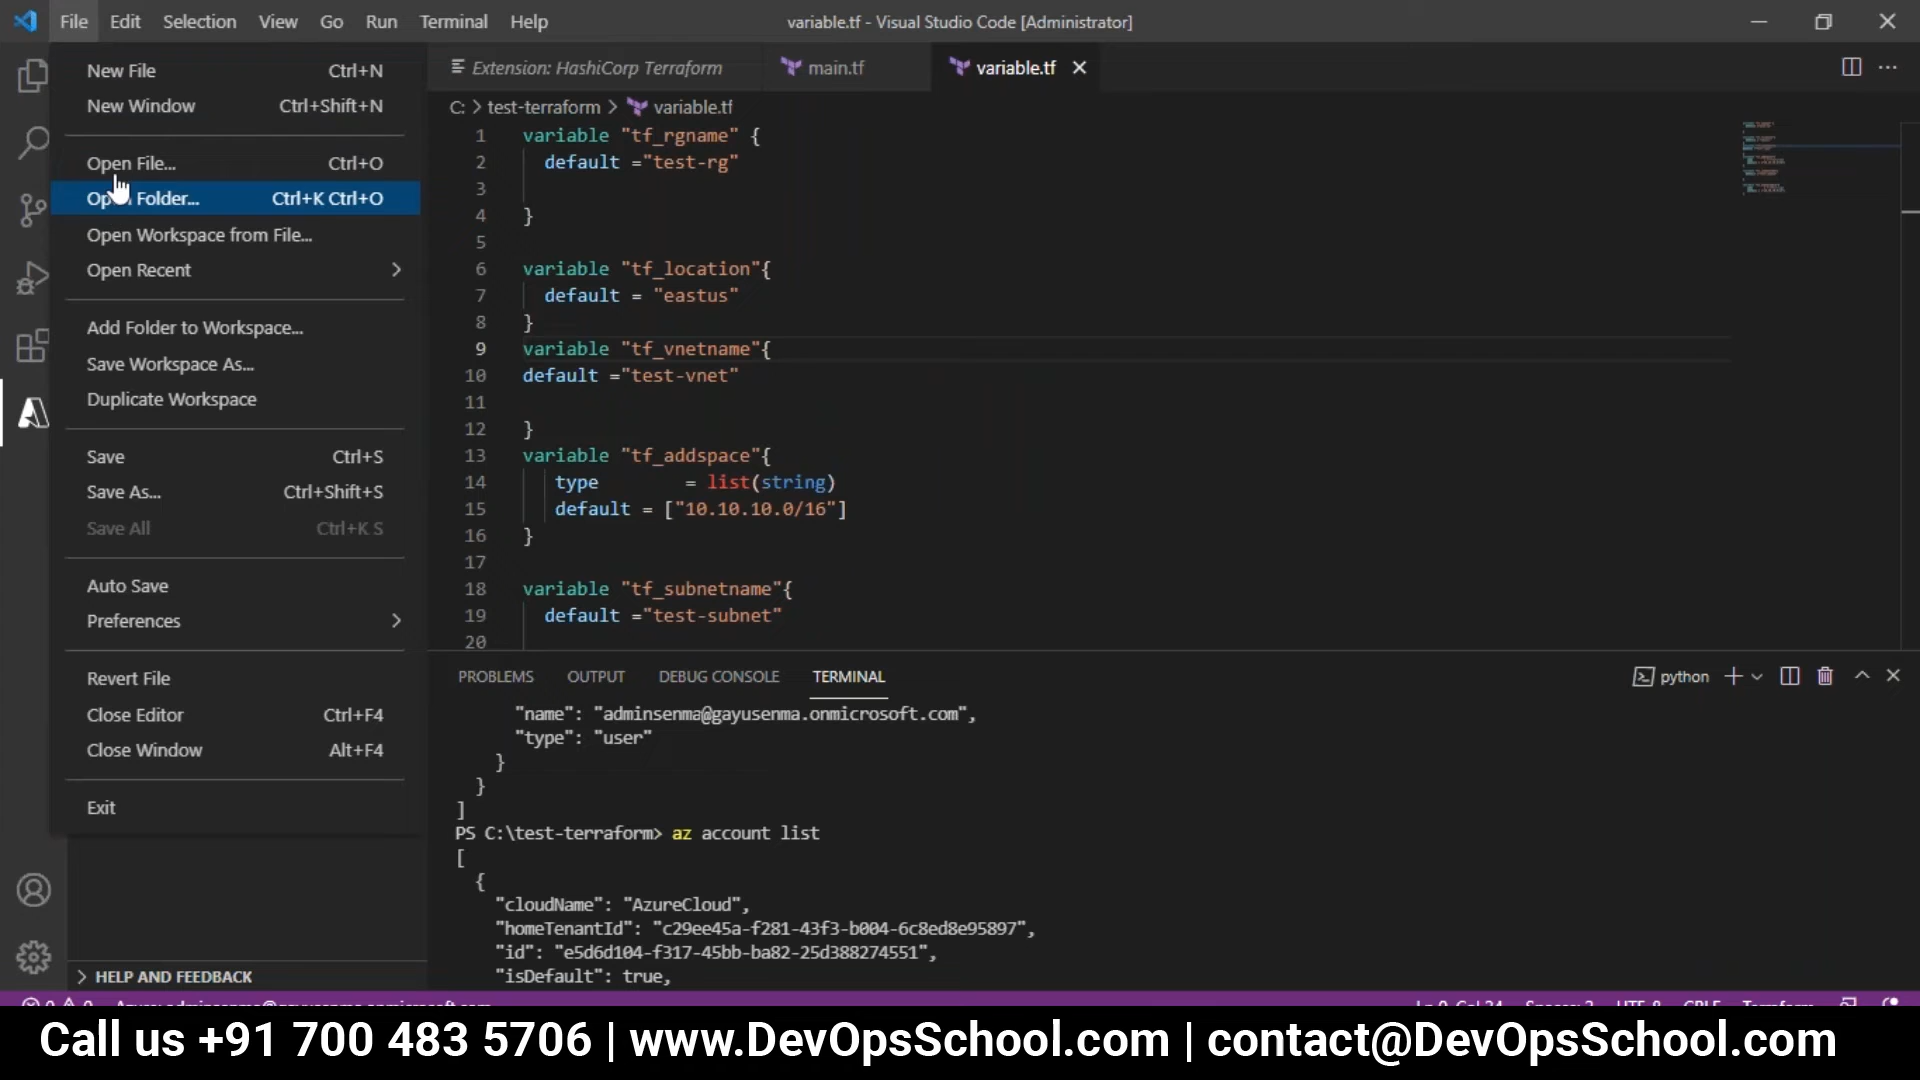 File Edit Selection View Go Run Terminal Help
variable.tf - Visual Studio Code [Administrator]
New File Ctrl+N
New Window Ctrl+Shift+N
Open File... Ctrl+O
Open Folder... Ctrl+K Ctrl+O
Open Workspace from File...
Open Recent
Add Folder to Workspace...
Save Workspace As...
Duplicate Workspace
Save Ctrl+S
Save As... Ctrl+Shift+S
Save All Ctrl+K S
Auto Save
Preferences
Revert File
Close Editor Ctrl+F4
Close Window Alt+F4
Exit
HELP AND FEEDBACK
Extension: HashiCorp Terraform main.tf variable.tf
C: > test-terraform > variable.tf
1 variable "tf_rgname" {
2 default ="test-rg"
3
4 }
5
6 variable "tf_location"{
7 default = "eastus"
8 }
9 variable "tf_vnetname"{
10 default ="test-vnet"
11
12 }
13 variable "tf_addspace"{
14 type = list(string)
15 default = ["10.10.10.0/16"]
16 }
17
18 variable "tf_subnetname"{
19 default ="test-subnet"
20
PROBLEMS OUTPUT DEBUG CONSOLE TERMINAL python
"name": "adminsenma@gayusenma.onmicrosoft.com",
"type": "user"
}
}
]
PS C:\test-terraform> az account list
[
{
"cloudName": "AzureCloud",
"homeTenantId": "c29ee45a-f281-43f3-b004-6c8ed8e95897",
"id": "e5d6d104-f317-45bb-ba82-25d388274551",
"isDefault": true,
Call us +91 700 483 5706 | www.DevOpsSchool.com | contact@DevOpsSchool.com